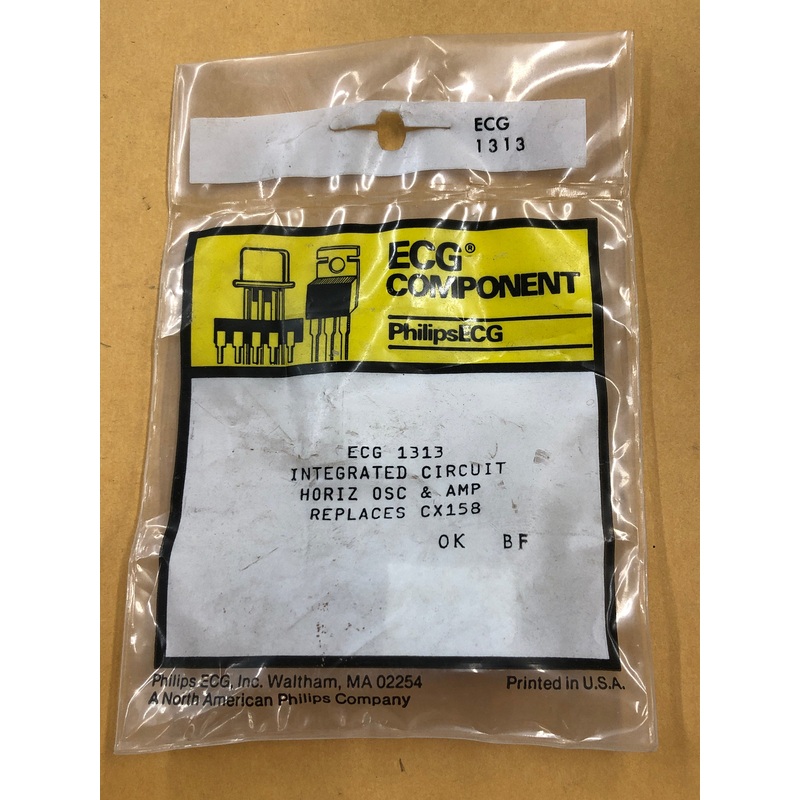 ECG
1313
ECG®
COMPONENT
PhilipsECG
ECG 1313
INTEGRATED CIRCUIT
HORIZ OSC & AMP
REPLACES CX158
OK BF
Philips ECG, Inc. Waltham, MA 02254
A North American Philips Company
Printed in U.S.A.